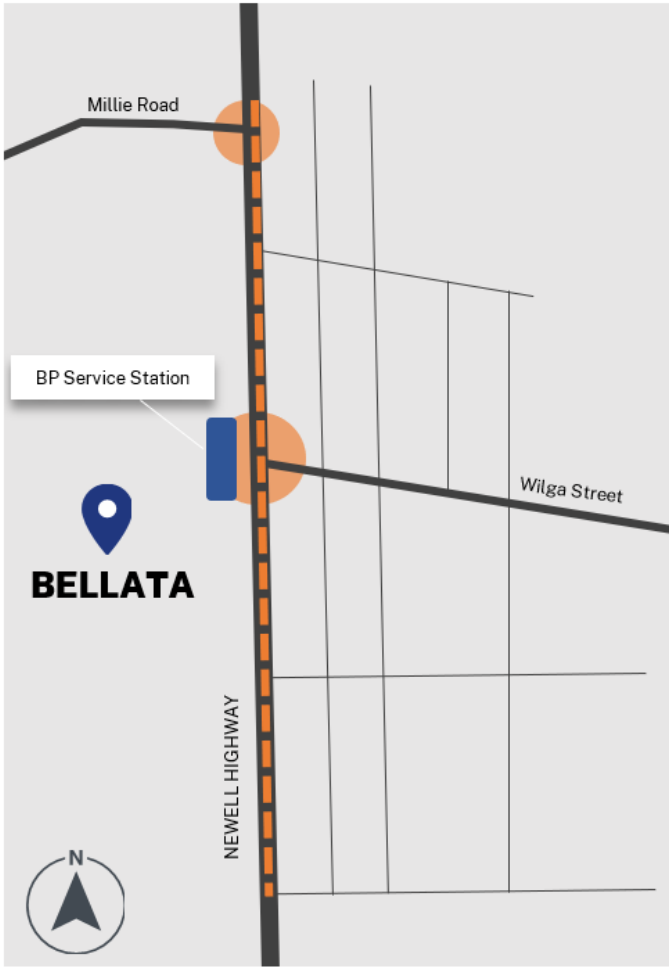 Millie Road
BP Service Station
Wilga Street
BELLATA
NEWELL HIGHWAY
N